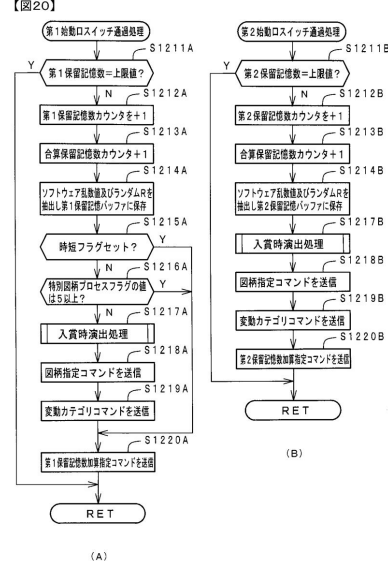 【図20】
第1始動口スイッチ通過処理
S1211A
Y
第1保留記憶数=上限値?
N
S1212A
第1保留記憶数カウンタを+1
S1213A
合算保留記憶数カウンタ+1
S1214A
ソフトウェア乱数値及びランダムRを
抽出し第1保留記憶バッファに保存
S1215A
時短フラグセット?
Y
N
S1216A
特別図柄プロセスフラグの値
は5以上?
Y
N
S1217A
入賞時演出処理
S1218A
図柄指定コマンドを送信
S1219A
変動カテゴリコマンドを送信
S1220A
第1保留記憶数加算指定コマンドを送信
RET
(A)
第2始動口スイッチ通過処理
S1211B
Y
第2保留記憶数=上限値?
N
S1212B
第2保留記憶数カウンタを+1
S1213B
合算保留記憶数カウンタ+1
S1214B
ソフトウェア乱数値及びランダムRを
抽出し第2保留記憶バッファに保存
S1217B
入賞時演出処理
S1218B
図柄指定コマンドを送信
S1219B
変動カテゴリコマンドを送信
S1220B
第2保留記憶数加算指定コマンドを送信
RET
(B)